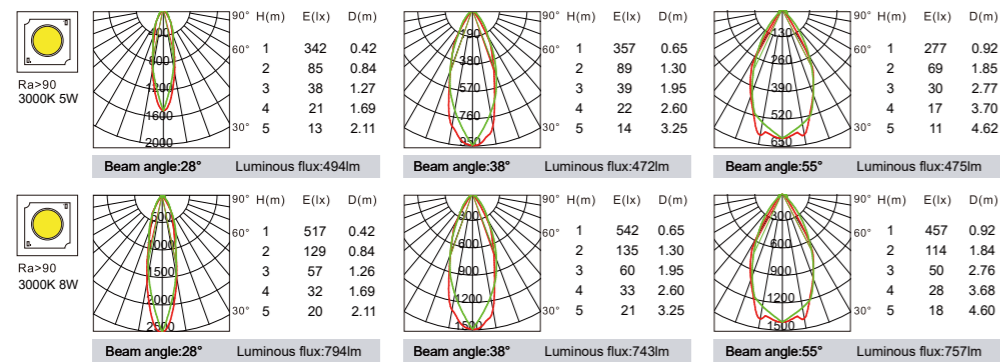 90° H(m) E(lx) D(m)
400
60° 1 342 0.42
800
2 85 0.84
1200
3 38 1.27
4 21 1.69
1600
30° 5 13 2.11
2000
Beam angle:28° Luminous flux:494lm
90° H(m) E(lx) D(m)
190
60° 1 357 0.65
380
2 89 1.30
570
3 39 1.95
760
4 22 2.60
30° 5 14 3.25
950
Beam angle:38° Luminous flux:472lm
90° H(m) E(lx) D(m)
130
60° 1 277 0.92
260
2 69 1.85
390
3 30 2.77
520
4 17 3.70
30° 5 11 4.62
650
Beam angle:55° Luminous flux:475lm
Ra>90
3000K 5W
90° H(m) E(lx) D(m)
500
60° 1 517 0.42
1000
2 129 0.84
1500
3 57 1.26
2000
4 32 1.69
30° 5 20 2.11
2500
Beam angle:28° Luminous flux:794lm
90° H(m) E(lx) D(m)
300
60° 1 542 0.65
600
2 135 1.30
900
3 60 1.95
1200
4 33 2.60
30° 5 21 3.25
1500
Beam angle:38° Luminous flux:743lm
90° H(m) E(lx) D(m)
300
60° 1 457 0.92
600
2 114 1.84
900
3 50 2.76
1200
4 28 3.68
30° 5 18 4.60
1500
Beam angle:55° Luminous flux:757lm
Ra>90
3000K 8W